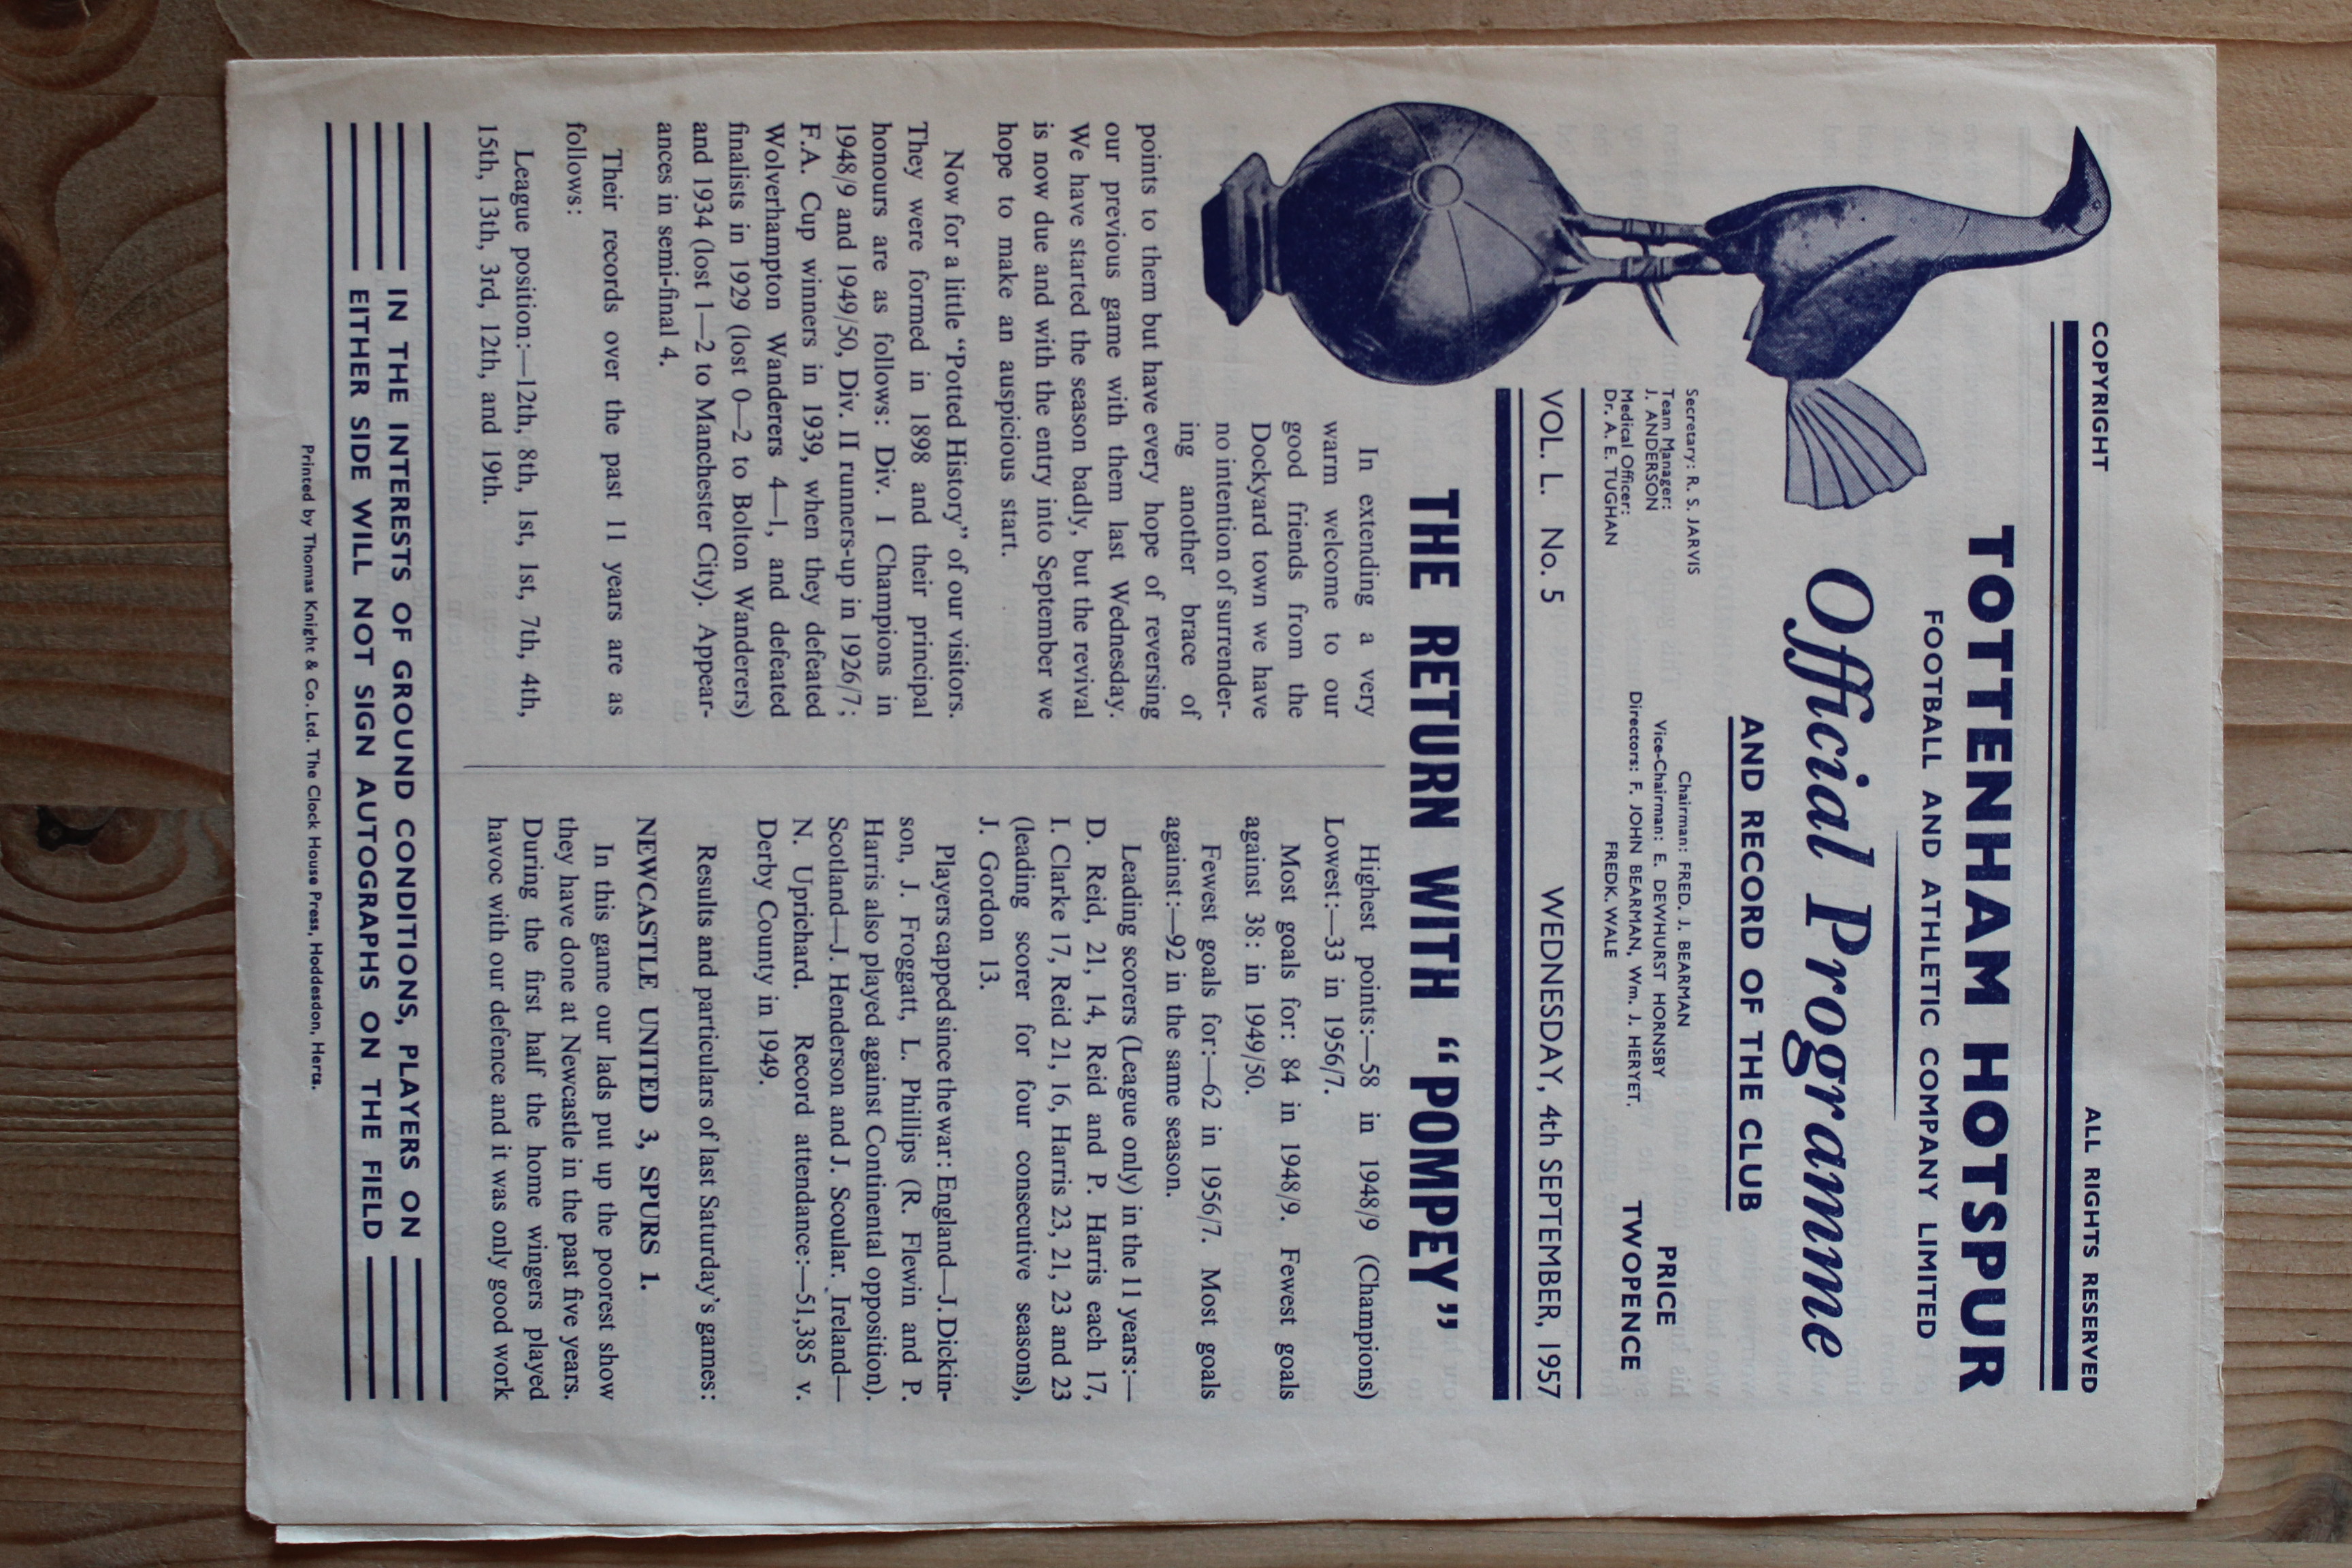 COPYRIGHT
ALL RIGHTS RESERVED
TOTTENHAM HOTSPUR
FOOTBALL AND ATHLETIC COMPANY LIMITED
Official Programme
AND RECORD OF THE CLUB
Secretary: R. S. JARVIS
Team Manager:
J. ANDERSON
Medical Officer:
Dr. A. E. TUGHAN
Chairman: FRED. J. BEARMAN
Vice-Chairman: E. DEWHURST HORNSBY
Directors: F. JOHN BEARMAN, Wm. J. HERYET.
FREDK. WALE
PRICE
TWOPENCE
VOL. L. No. 5
WEDNESDAY, 4th SEPTEMBER, 1957
THE RETURN WITH “POMPEY”
In extending a very
warm welcome to our
good friends from the
Dockyard town we have
no intention of surrender-
ing another brace of
points to them but have every hope of reversing
our previous game with them last Wednesday.
We have started the season badly, but the revival
is now due and with the entry into September we
hope to make an auspicious start.
Now for a little “Potted History” of our visitors.
They were formed in 1898 and their principal
honours are as follows: Div. I Champions in
1948/9 and 1949/50, Div. II runners-up in 1926/7;
F.A. Cup winners in 1939, when they defeated
Wolverhampton Wanderers 4—1, and defeated
finalists in 1929 (lost 0—2 to Bolton Wanderers)
and 1934 (lost 1—2 to Manchester City). Appear-
ances in semi-final 4.
Their records over the past 11 years are as
follows:
League position:—12th, 8th, 1st, 1st, 7th, 4th,
15th, 13th, 3rd, 12th, and 19th.
Highest points:—58 in 1948/9 (Champions)
Lowest:—33 in 1956/7.
Most goals for: 84 in 1948/9. Fewest goals
against 38: in 1949/50.
Fewest goals for:—62 in 1956/7. Most goals
against:—92 in the same season.
Leading scorers (League only) in the 11 years:—
D. Reid, 21, 14, Reid and P. Harris each 17,
I. Clarke 17, Reid 21, 16, Harris 23, 21, 23 and 23
(leading scorer for four consecutive seasons),
J. Gordon 13.
Players capped since the war: England—J. Dickin-
son, J. Froggatt, L. Phillips (R. Flewin and P.
Harris also played against Continental opposition).
Scotland—J. Henderson and J. Scoular. Ireland—
N. Uprichard. Record attendance:—51,385 v.
Derby County in 1949.
Results and particulars of last Saturday’s games:
NEWCASTLE UNITED 3, SPURS 1.
In this game our lads put up the poorest show
they have done at Newcastle in the past five years.
During the first half the home wingers played
havoc with our defence and it was only good work
IN THE INTERESTS OF GROUND CONDITIONS, PLAYERS ON
EITHER SIDE WILL NOT SIGN AUTOGRAPHS ON THE FIELD
Printed by Thomas Knight & Co. Ltd. The Clock House Press, Hoddesdon, Herts.